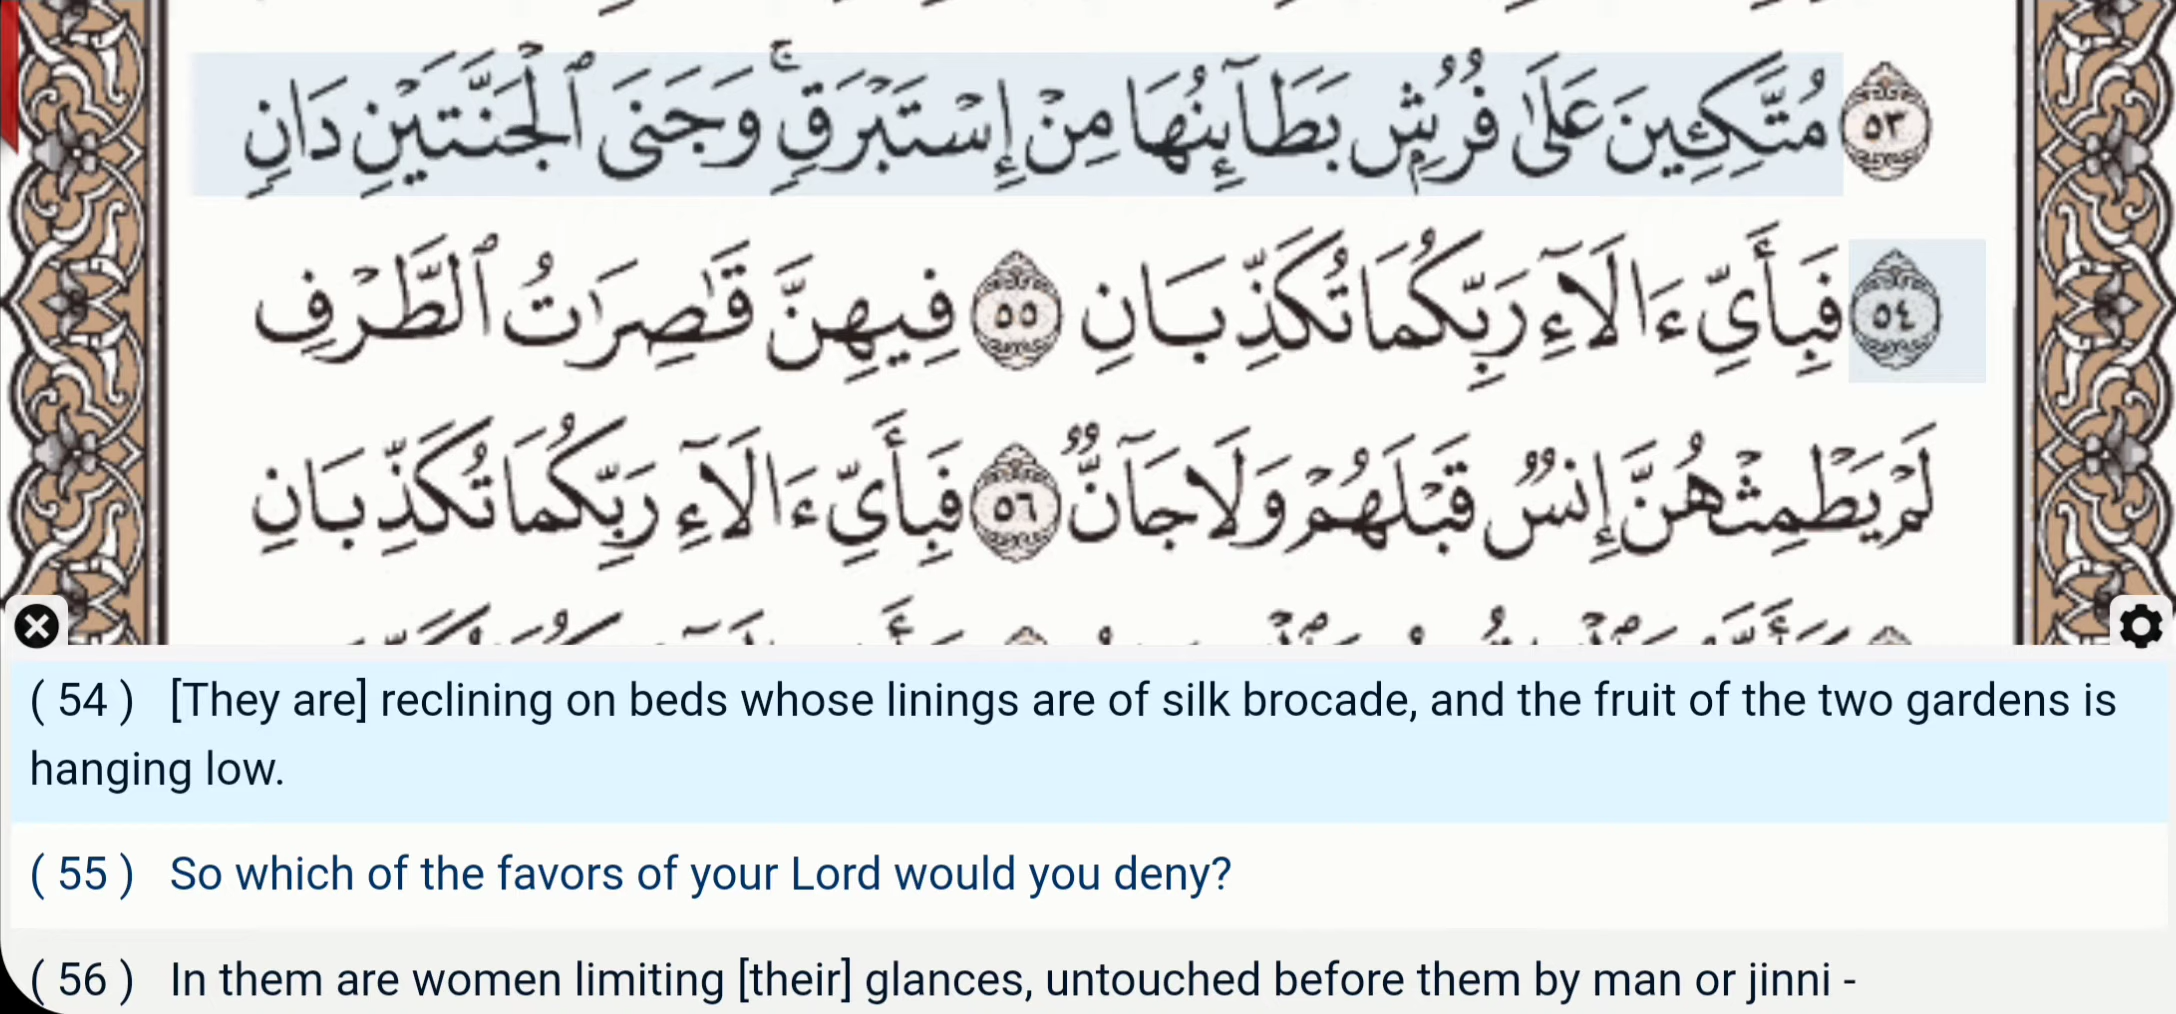 ٥٣ مُتَّكِـِٔينَ عَلَىٰ فُرُشٍۭ بَطَآئِنُهَا مِنْ إِسْتَبْرَقٍۚ وَجَنَى ٱلْجَنَّتَيْنِ دَانٍ
٥٤ فَبِأَىِّ ءَالَآءِ رَبِّكُمَا تُكَذِّبَانِ ٥٥ فِيهِنَّ قَٰصِرَٰتُ ٱلطَّرْفِ
لَمْ يَطْمِثْهُنَّ إِنسٌ قَبْلَهُمْ وَلَا جَآنٌّ ٥٦ فَبِأَىِّ ءَالَآءِ رَبِّكُمَا تُكَذِّبَانِ
( 54 ) [They are] reclining on beds whose linings are of silk brocade, and the fruit of the two gardens is
hanging low.
( 55 ) So which of the favors of your Lord would you deny?
( 56 ) In them are women limiting [their] glances, untouched before them by man or jinni -